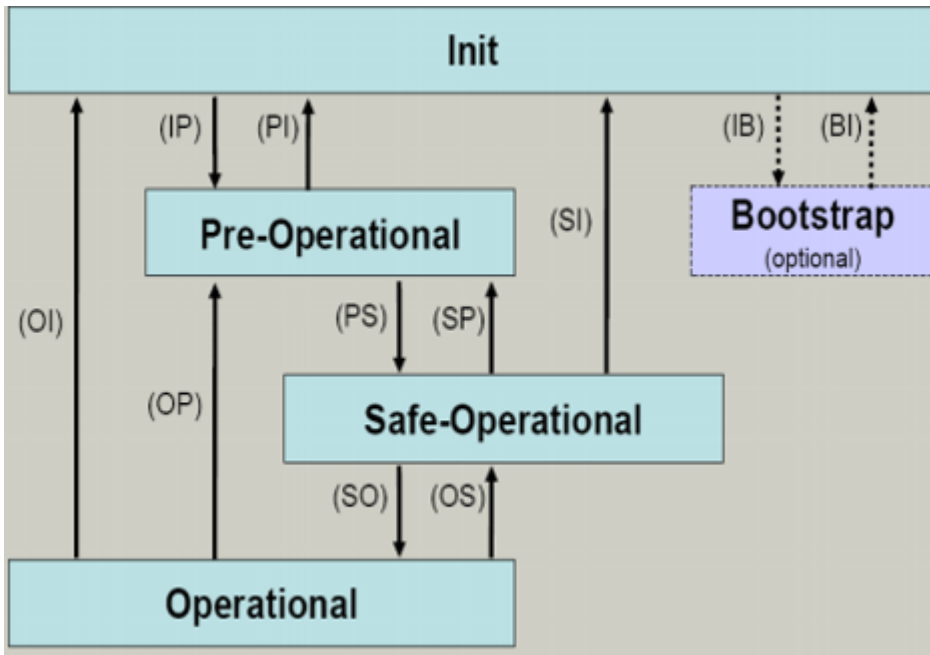 Init
(IP)
(PI)
(IB)
(BI)
Pre-Operational
(SI)
Bootstrap
(optional)
(OI)
(PS)
(SP)
(OP)
Safe-Operational
(SO)
(OS)
Operational